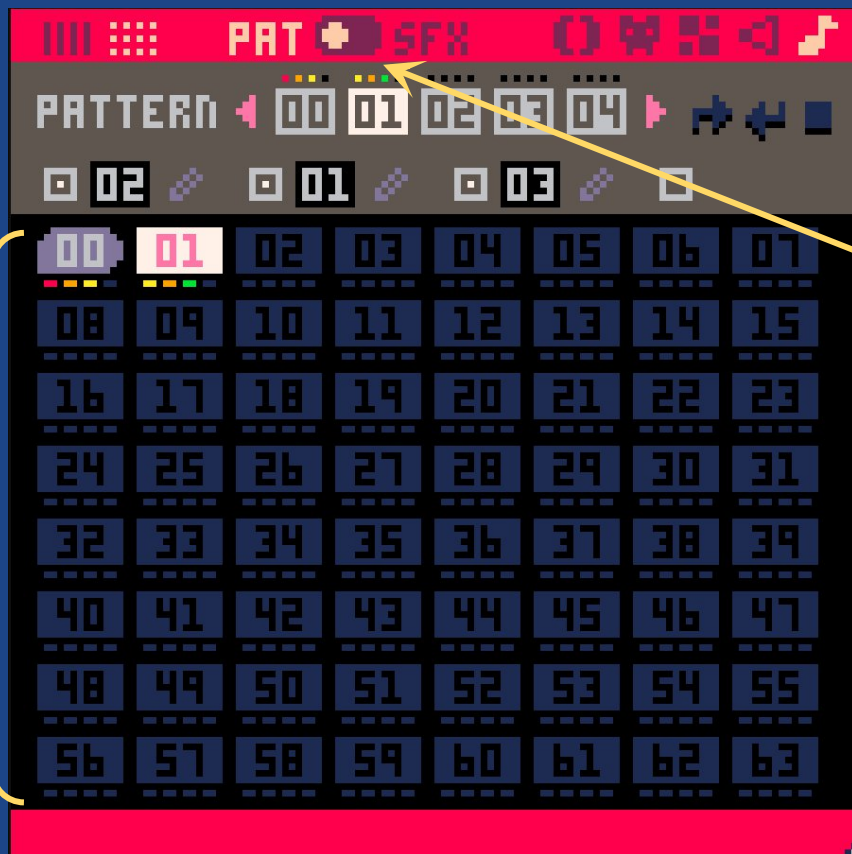 PAT SFX
PATTERN 00 01 02 03 04
02 01 03
00 01 02 03 04 05 06 07
08 09 10 11 12 13 14 15
16 17 18 19 20 21 22 23
24 25 26 27 28 29 30 31
32 33 34 35 36 37 38 39
40 41 42 43 44 45 46 47
48 49 50 51 52 53 54 55
56 57 58 59 60 61 62 63